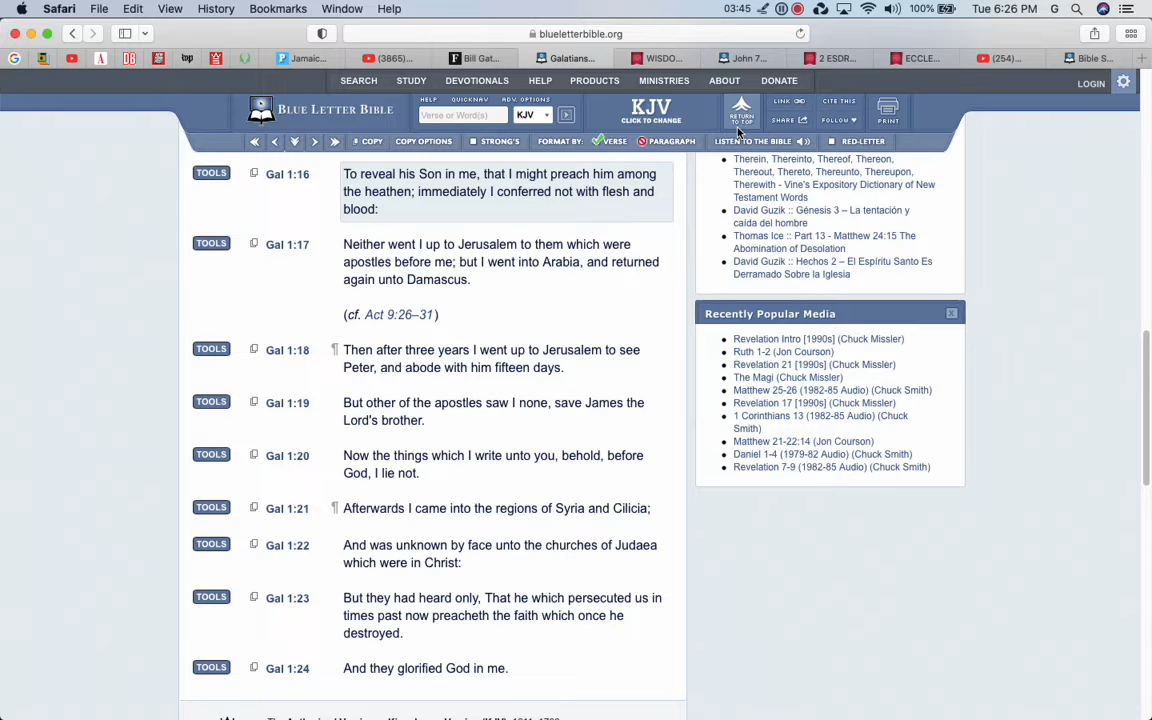 Safari File Edit View History Bookmarks Window Help 03:45 100% Tue 6:26 PM G
blueletterbible.org
Jamaic... (3865)... Bill Gat... Galatians... WISDO... John 7... 2 ESDR... ECCLE... (254)... Bible S...
SEARCH STUDY DEVOTIONALS HELP PRODUCTS MINISTRIES ABOUT DONATE LOGIN
BLUE LETTER BIBLE
HELP QUICKNAV ADV. OPTIONS
Verse or Word(s) KJV
KJV
CLICK TO CHANGE
RETURN
TO TOP
LINK CITE THIS
SHARE FOLLOW PRINT
COPY COPY OPTIONS STRONG'S FORMAT BY: VERSE PARAGRAPH LISTEN TO THE BIBLE RED-LETTER
TOOLS Gal 1:16 To reveal his Son in me, that I might preach him among
the heathen; immediately I conferred not with flesh and
blood:
TOOLS Gal 1:17 Neither went I up to Jerusalem to them which were
apostles before me; but I went into Arabia, and returned
again unto Damascus.
(cf. Act 9:26–31)
TOOLS Gal 1:18 ¶ Then after three years I went up to Jerusalem to see
Peter, and abode with him fifteen days.
TOOLS Gal 1:19 But other of the apostles saw I none, save James the
Lord's brother.
TOOLS Gal 1:20 Now the things which I write unto you, behold, before
God, I lie not.
TOOLS Gal 1:21 ¶ Afterwards I came into the regions of Syria and Cilicia;
TOOLS Gal 1:22 And was unknown by face unto the churches of Judaea
which were in Christ:
TOOLS Gal 1:23 But they had heard only, That he which persecuted us in
times past now preacheth the faith which once he
destroyed.
TOOLS Gal 1:24 And they glorified God in me.
Therein, Thereinto, Thereof, Thereon,
Thereout, Thereto, Thereunto, Thereupon,
Therewith - Vine's Expository Dictionary of New
Testament Words
David Guzik :: Génesis 3 – La tentación y
caída del hombre
Thomas Ice :: Part 13 - Matthew 24:15 The
Abomination of Desolation
David Guzik :: Hechos 2 – El Espíritu Santo Es
Derramado Sobre la Iglesia
Recently Popular Media
Revelation Intro [1990s] (Chuck Missler)
Ruth 1-2 (Jon Courson)
Revelation 21 [1990s] (Chuck Missler)
The Magi (Chuck Missler)
Matthew 25-26 (1982-85 Audio) (Chuck Smith)
Revelation 17 [1990s] (Chuck Missler)
1 Corinthians 13 (1982-85 Audio) (Chuck
Smith)
Matthew 21-22:14 (Jon Courson)
Daniel 1-4 (1979-82 Audio) (Chuck Smith)
Revelation 7-9 (1982-85 Audio) (Chuck Smith)